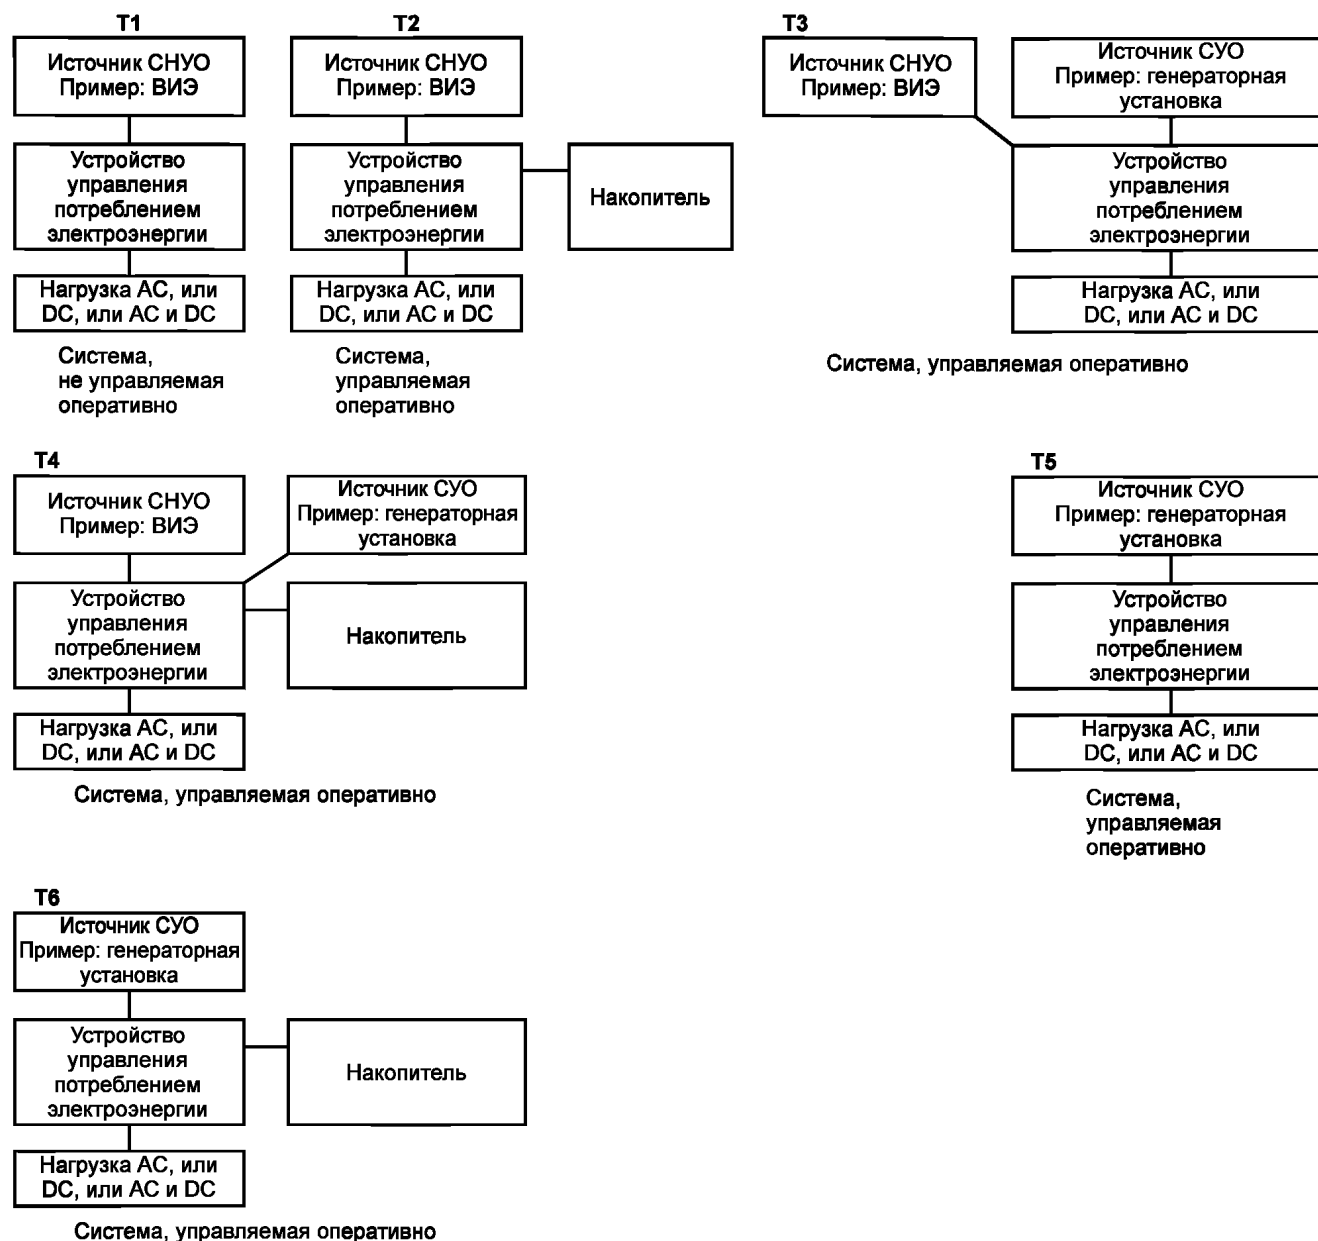 T1
Источник СНУО
Пример: ВИЭ
Устройство
управления
потреблением
электроэнергии
Нагрузка AC, или
DC, или AC и DC
Система,
не управляемая
оперативно
T2
Источник СНУО
Пример: ВИЭ
Устройство
управления
потреблением
электроэнергии
Накопитель
Нагрузка AC, или
DC, или AC и DC
Система,
управляемая
оперативно
T3
Источник СНУО
Пример: ВИЭ
Источник СУО
Пример: генераторная
установка
Устройство
управления
потреблением
электроэнергии
Нагрузка AC, или
DC, или AC и DC
Система, управляемая оперативно
T4
Источник СНУО
Пример: ВИЭ
Источник СУО
Пример: генераторная
установка
Устройство
управления
потреблением
электроэнергии
Накопитель
Нагрузка AC, или
DC, или AC и DC
Система, управляемая оперативно
T5
Источник СУО
Пример: генераторная
установка
Устройство
управления
потреблением
электроэнергии
Нагрузка AC, или
DC, или AC и DC
Система,
управляемая
оперативно
T6
Источник СУО
Пример: генераторная
установка
Устройство
управления
потреблением
электроэнергии
Накопитель
Нагрузка AC, или
DC, или AC и DC
Система, управляемая оперативно